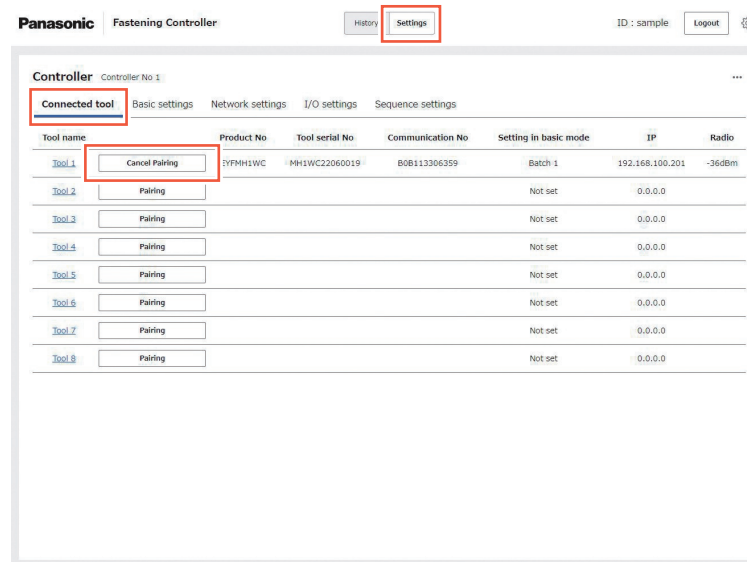 Panasonic Fastening Controller History Settings ID : sample Logout
Controller Controller No 1 ...
Connected tool Basic settings Network settings I/O settings Sequence settings
Tool name Product No Tool serial No Communication No Setting in basic mode IP Radio
Tool 1 Cancel Pairing EYFMH1WC MH1WC22060019 B0B113306359 Batch 1 192.168.100.201 -36dBm
Tool 2 Pairing Not set 0.0.0.0
Tool 3 Pairing Not set 0.0.0.0
Tool 4 Pairing Not set 0.0.0.0
Tool 5 Pairing Not set 0.0.0.0
Tool 6 Pairing Not set 0.0.0.0
Tool 7 Pairing Not set 0.0.0.0
Tool 8 Pairing Not set 0.0.0.0